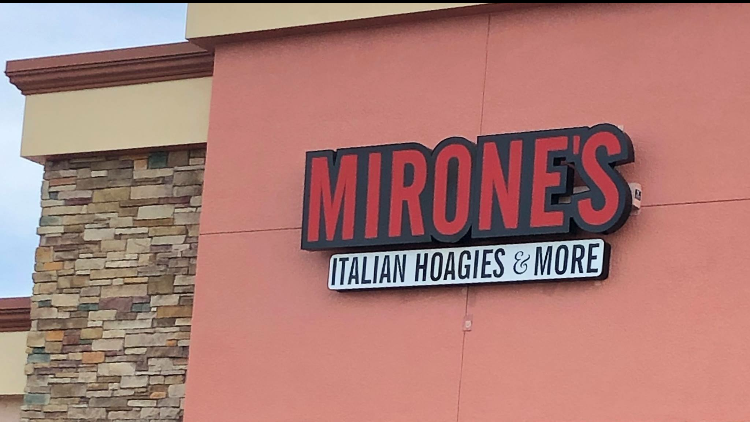 MIRONE'S
ITALIAN HOAGIES & MORE